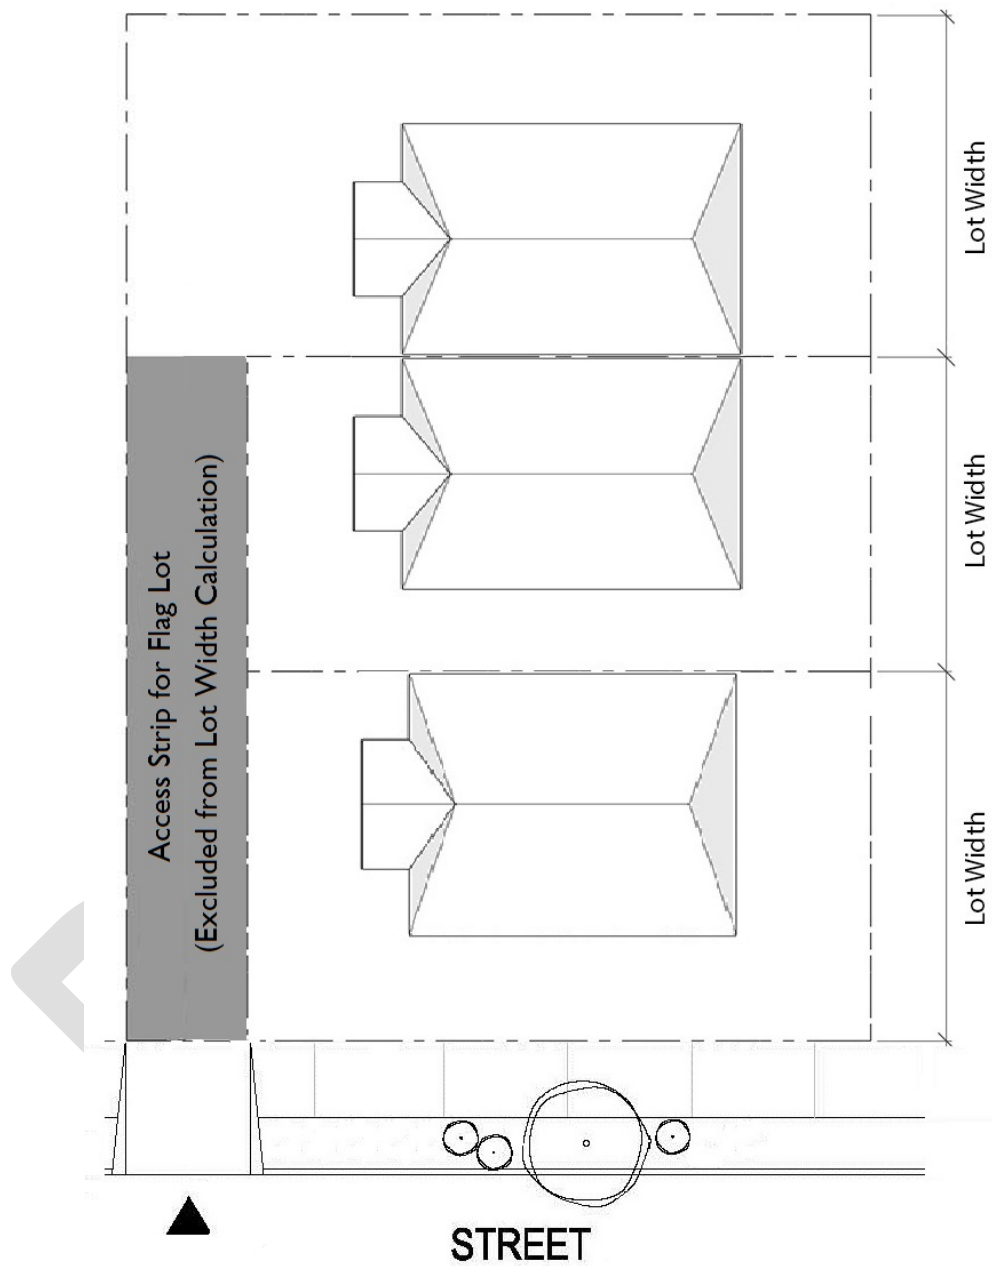 Lot Width
Lot Width
Access Strip for Flag Lot
(Excluded from Lot Width Calculation)
Lot Width
STREET